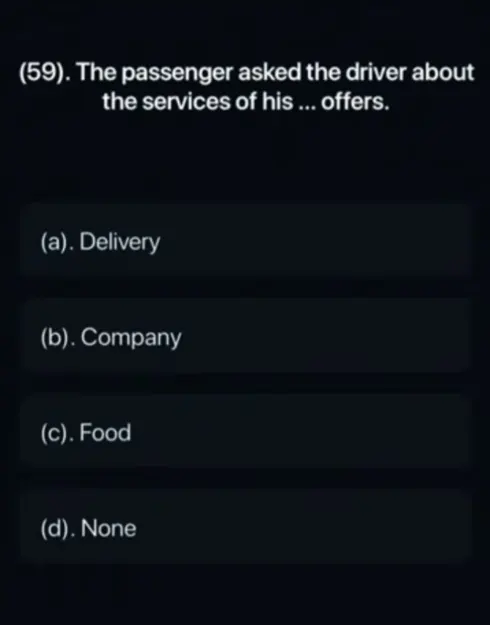 (59). The passenger asked the driver about
the services of his ... offers.
(a). Delivery
(b). Company
(c). Food
(d). None